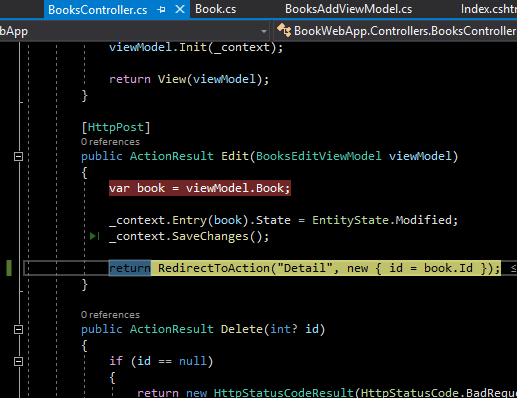 BooksController.cs Book.cs BooksAddViewModel.cs Index.cshtm
bApp BookWebApp.Controllers.BooksController
viewModel.Init(_context);
return View(viewModel);
}
[HttpPost]
0 references
public ActionResult Edit(BooksEditViewModel viewModel)
{
var book = viewModel.Book;
_context.Entry(book).State = EntityState.Modified;
_context.SaveChanges();
return RedirectToAction("Detail", new { id = book.Id }); ≤
}
0 references
public ActionResult Delete(int? id)
{
if (id == null)
{
return new HttpStatusCodeResult(HttpStatusCode.BadReque